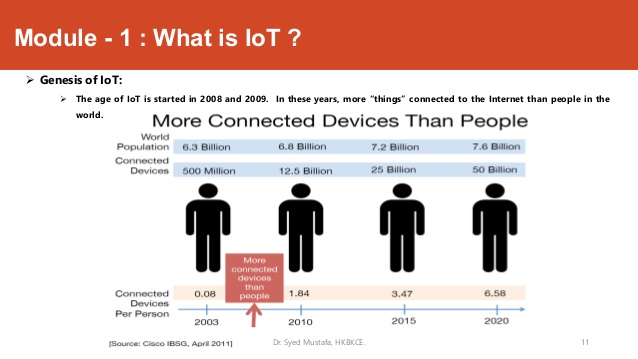 Module - 1 : What is IoT ?
➢ Genesis of IoT:
➢ The age of IoT is started in 2008 and 2009. In these years, more “things” connected to the Internet than people in the
world.
More Connected Devices Than People
World
Population 6.3 Billion 6.8 Billion 7.2 Billion 7.6 Billion
Connected
Devices 500 Million 12.5 Billion 25 Billion 50 Billion
More
connected
devices
than
people
Connected
Devices
Per Person
0.08 1.84 3.47 6.58
2003 2010 2015 2020
[Source: Cisco IBSG, April 2011]
Dr. Syed Mustafa, HKBKCE.
11